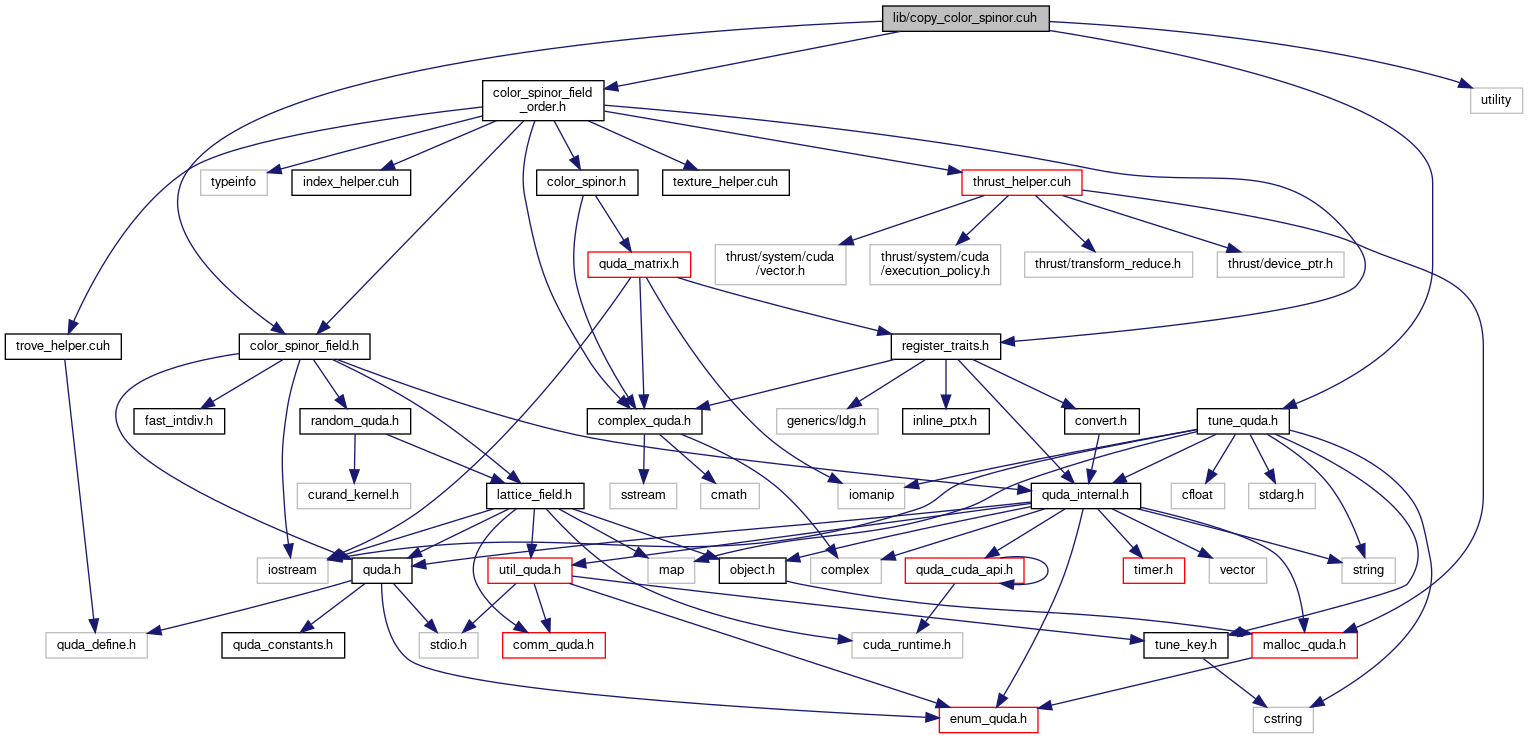 lib/copy_color_spinor.cuh
color_spinor_field
_order.h
utility
typeinfo
index_helper.cuh
color_spinor.h
texture_helper.cuh
thrust_helper.cuh
quda_matrix.h
thrust/system/cuda
/vector.h
thrust/system/cuda
/execution_policy.h
thrust/transform_reduce.h
thrust/device_ptr.h
trove_helper.cuh
color_spinor_field.h
register_traits.h
fast_intdiv.h
random_quda.h
complex_quda.h
generics/ldg.h
inline_ptx.h
convert.h
tune_quda.h
curand_kernel.h
lattice_field.h
sstream
cmath
iomanip
quda_internal.h
cfloat
stdarg.h
iostream
quda.h
util_quda.h
map
object.h
complex
quda_cuda_api.h
timer.h
vector
string
quda_define.h
quda_constants.h
stdio.h
comm_quda.h
cuda_runtime.h
tune_key.h
malloc_quda.h
enum_quda.h
cstring